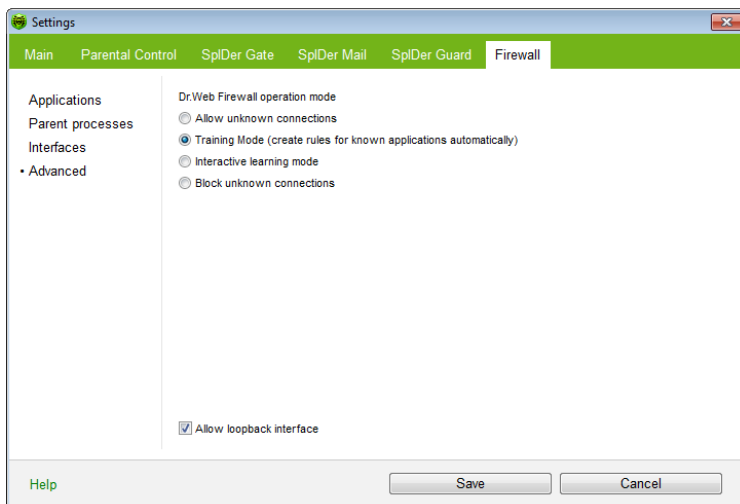 Settings
Main Parental Control SpIDer Gate SpIDer Mail SpIDer Guard Firewall
Applications
Parent processes
Interfaces
• Advanced
Dr.Web Firewall operation mode
Allow unknown connections
Training Mode (create rules for known applications automatically)
Interactive learning mode
Block unknown connections
Allow loopback interface
Help Save Cancel